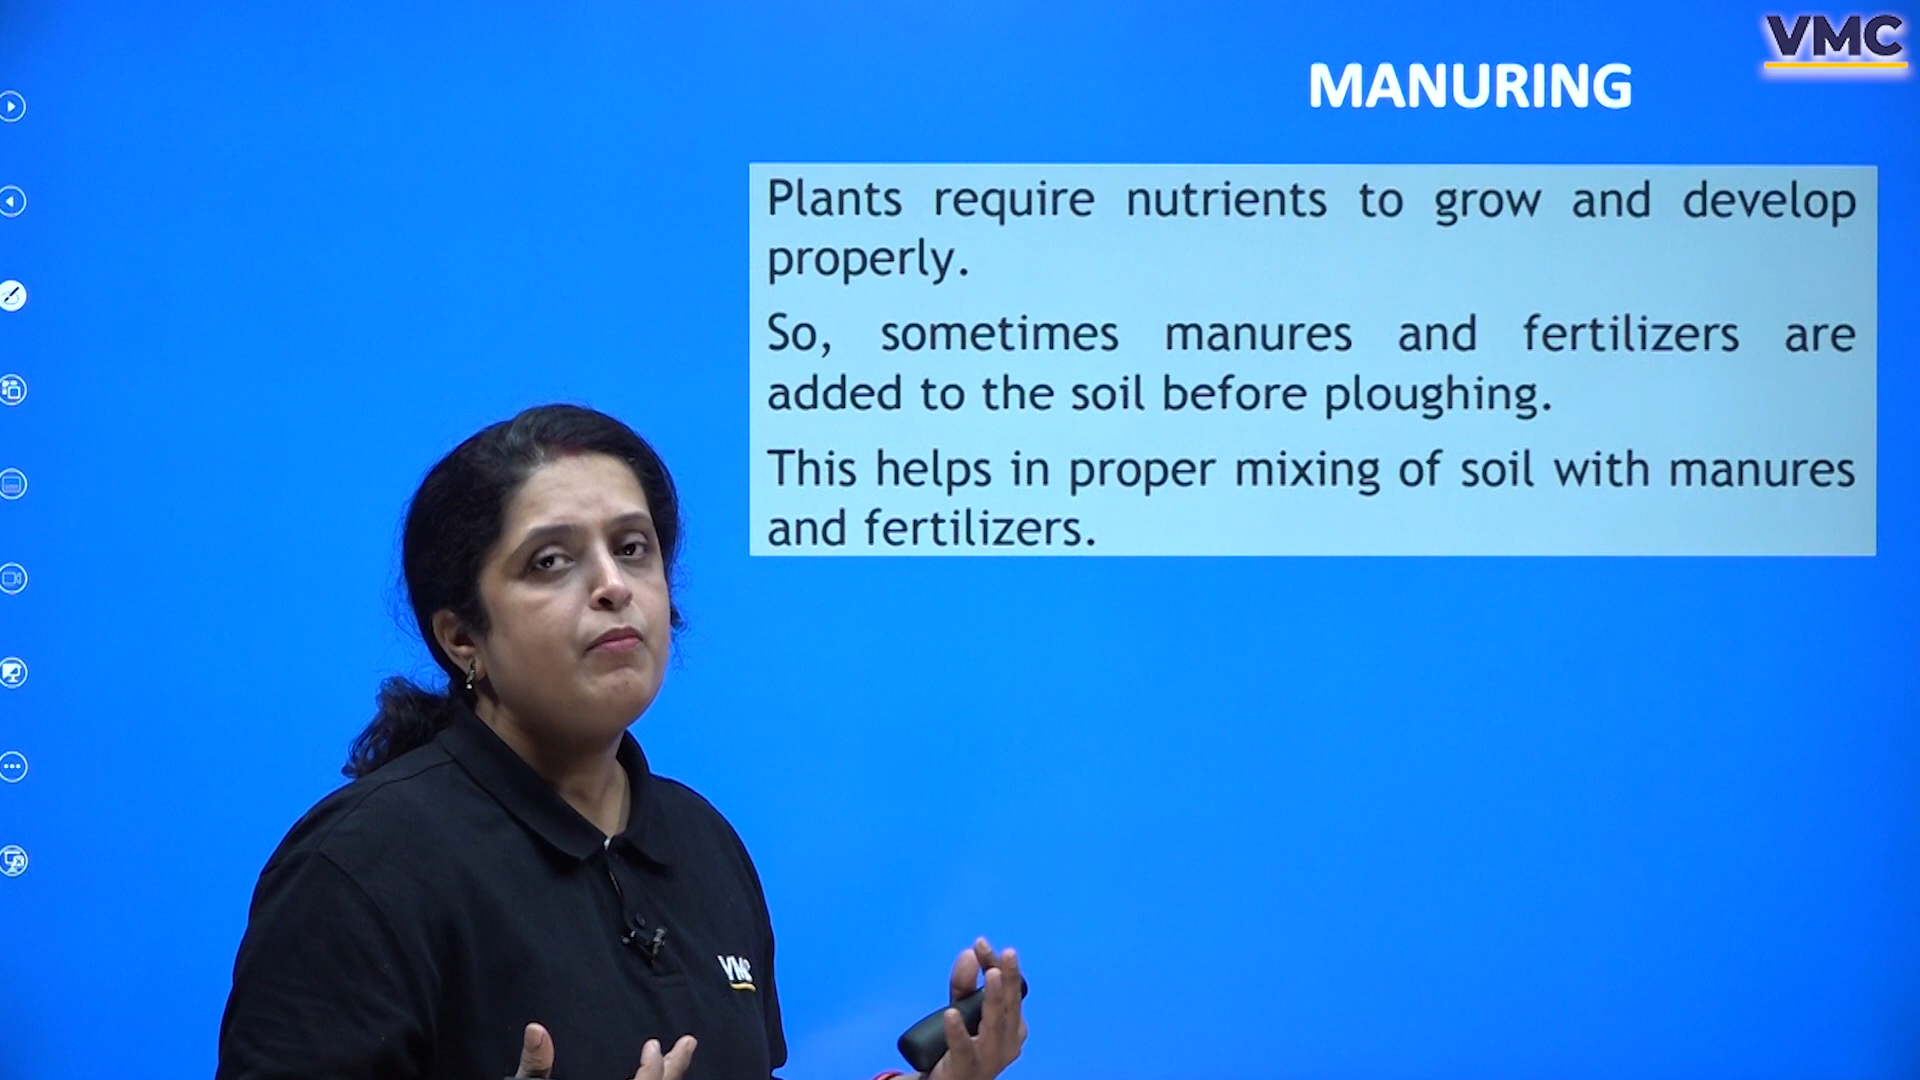 VMC
MANURING
Plants require nutrients to grow and develop
properly.
So, sometimes manures and fertilizers are
added to the soil before ploughing.
This helps in proper mixing of soil with manures
and fertilizers.
VMC